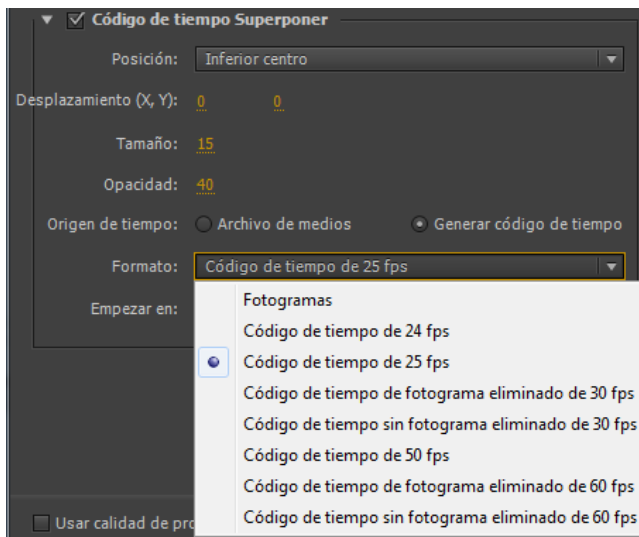 Código de tiempo Superponer
Posición: Inferior centro
Desplazamiento (X, Y): 0 0
Tamaño: 15
Opacidad: 40
Origen de tiempo: Archivo de medios Generar código de tiempo
Formato: Código de tiempo de 25 fps
Empezar en:
Fotogramas
Código de tiempo de 24 fps
Código de tiempo de 25 fps
Código de tiempo de fotograma eliminado de 30 fps
Código de tiempo sin fotograma eliminado de 30 fps
Código de tiempo de 50 fps
Código de tiempo de fotograma eliminado de 60 fps
Código de tiempo sin fotograma eliminado de 60 fps
Usar calidad de